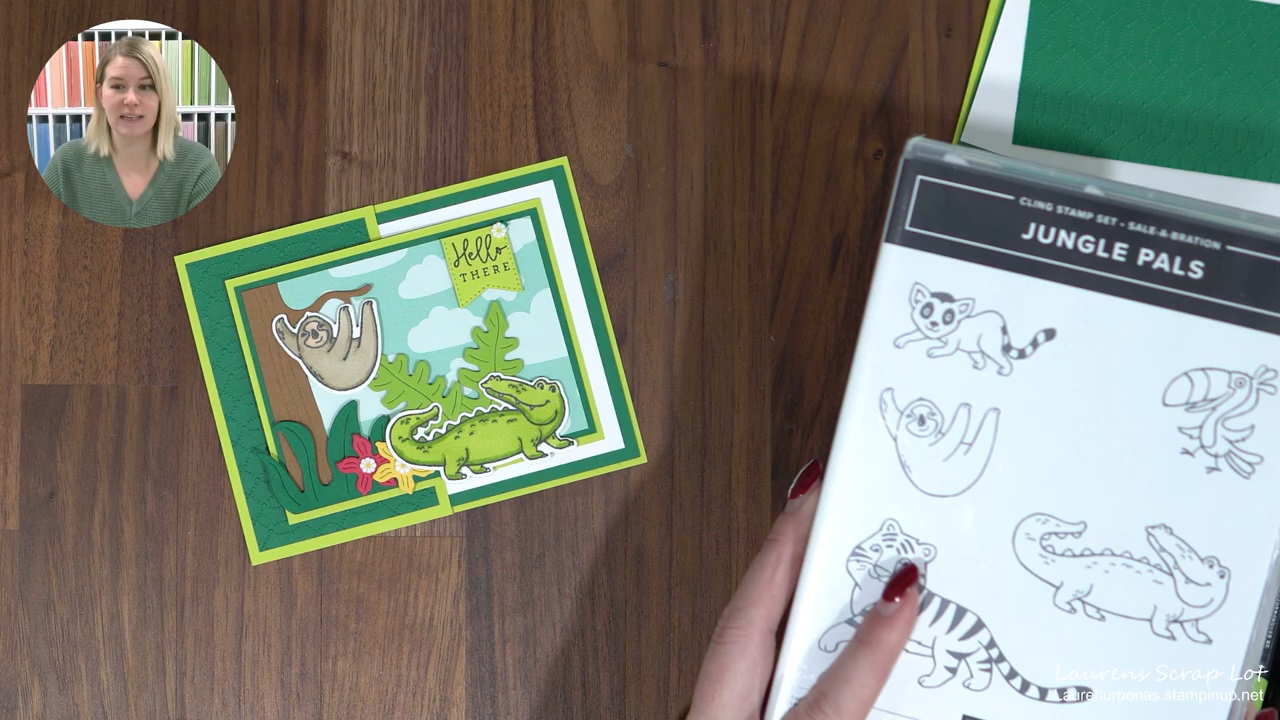 Hello
THERE
CLING STAMP SET • SALE-A-BRATION
JUNGLE PALS
Laurens Scrap Lot
Laurenurbonas.stampinup.net